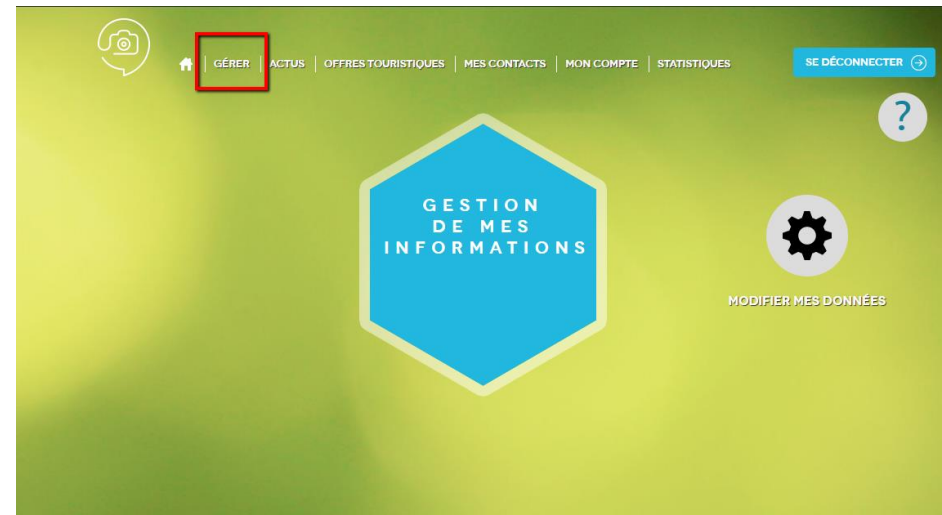 GÉRER ACTUS OFFRES TOURISTIQUES MES CONTACTS MON COMPTE STATISTIQUES SE DÉCONNECTER
?
GESTION
DE MES
INFORMATIONS
MODIFIER MES DONNÉES